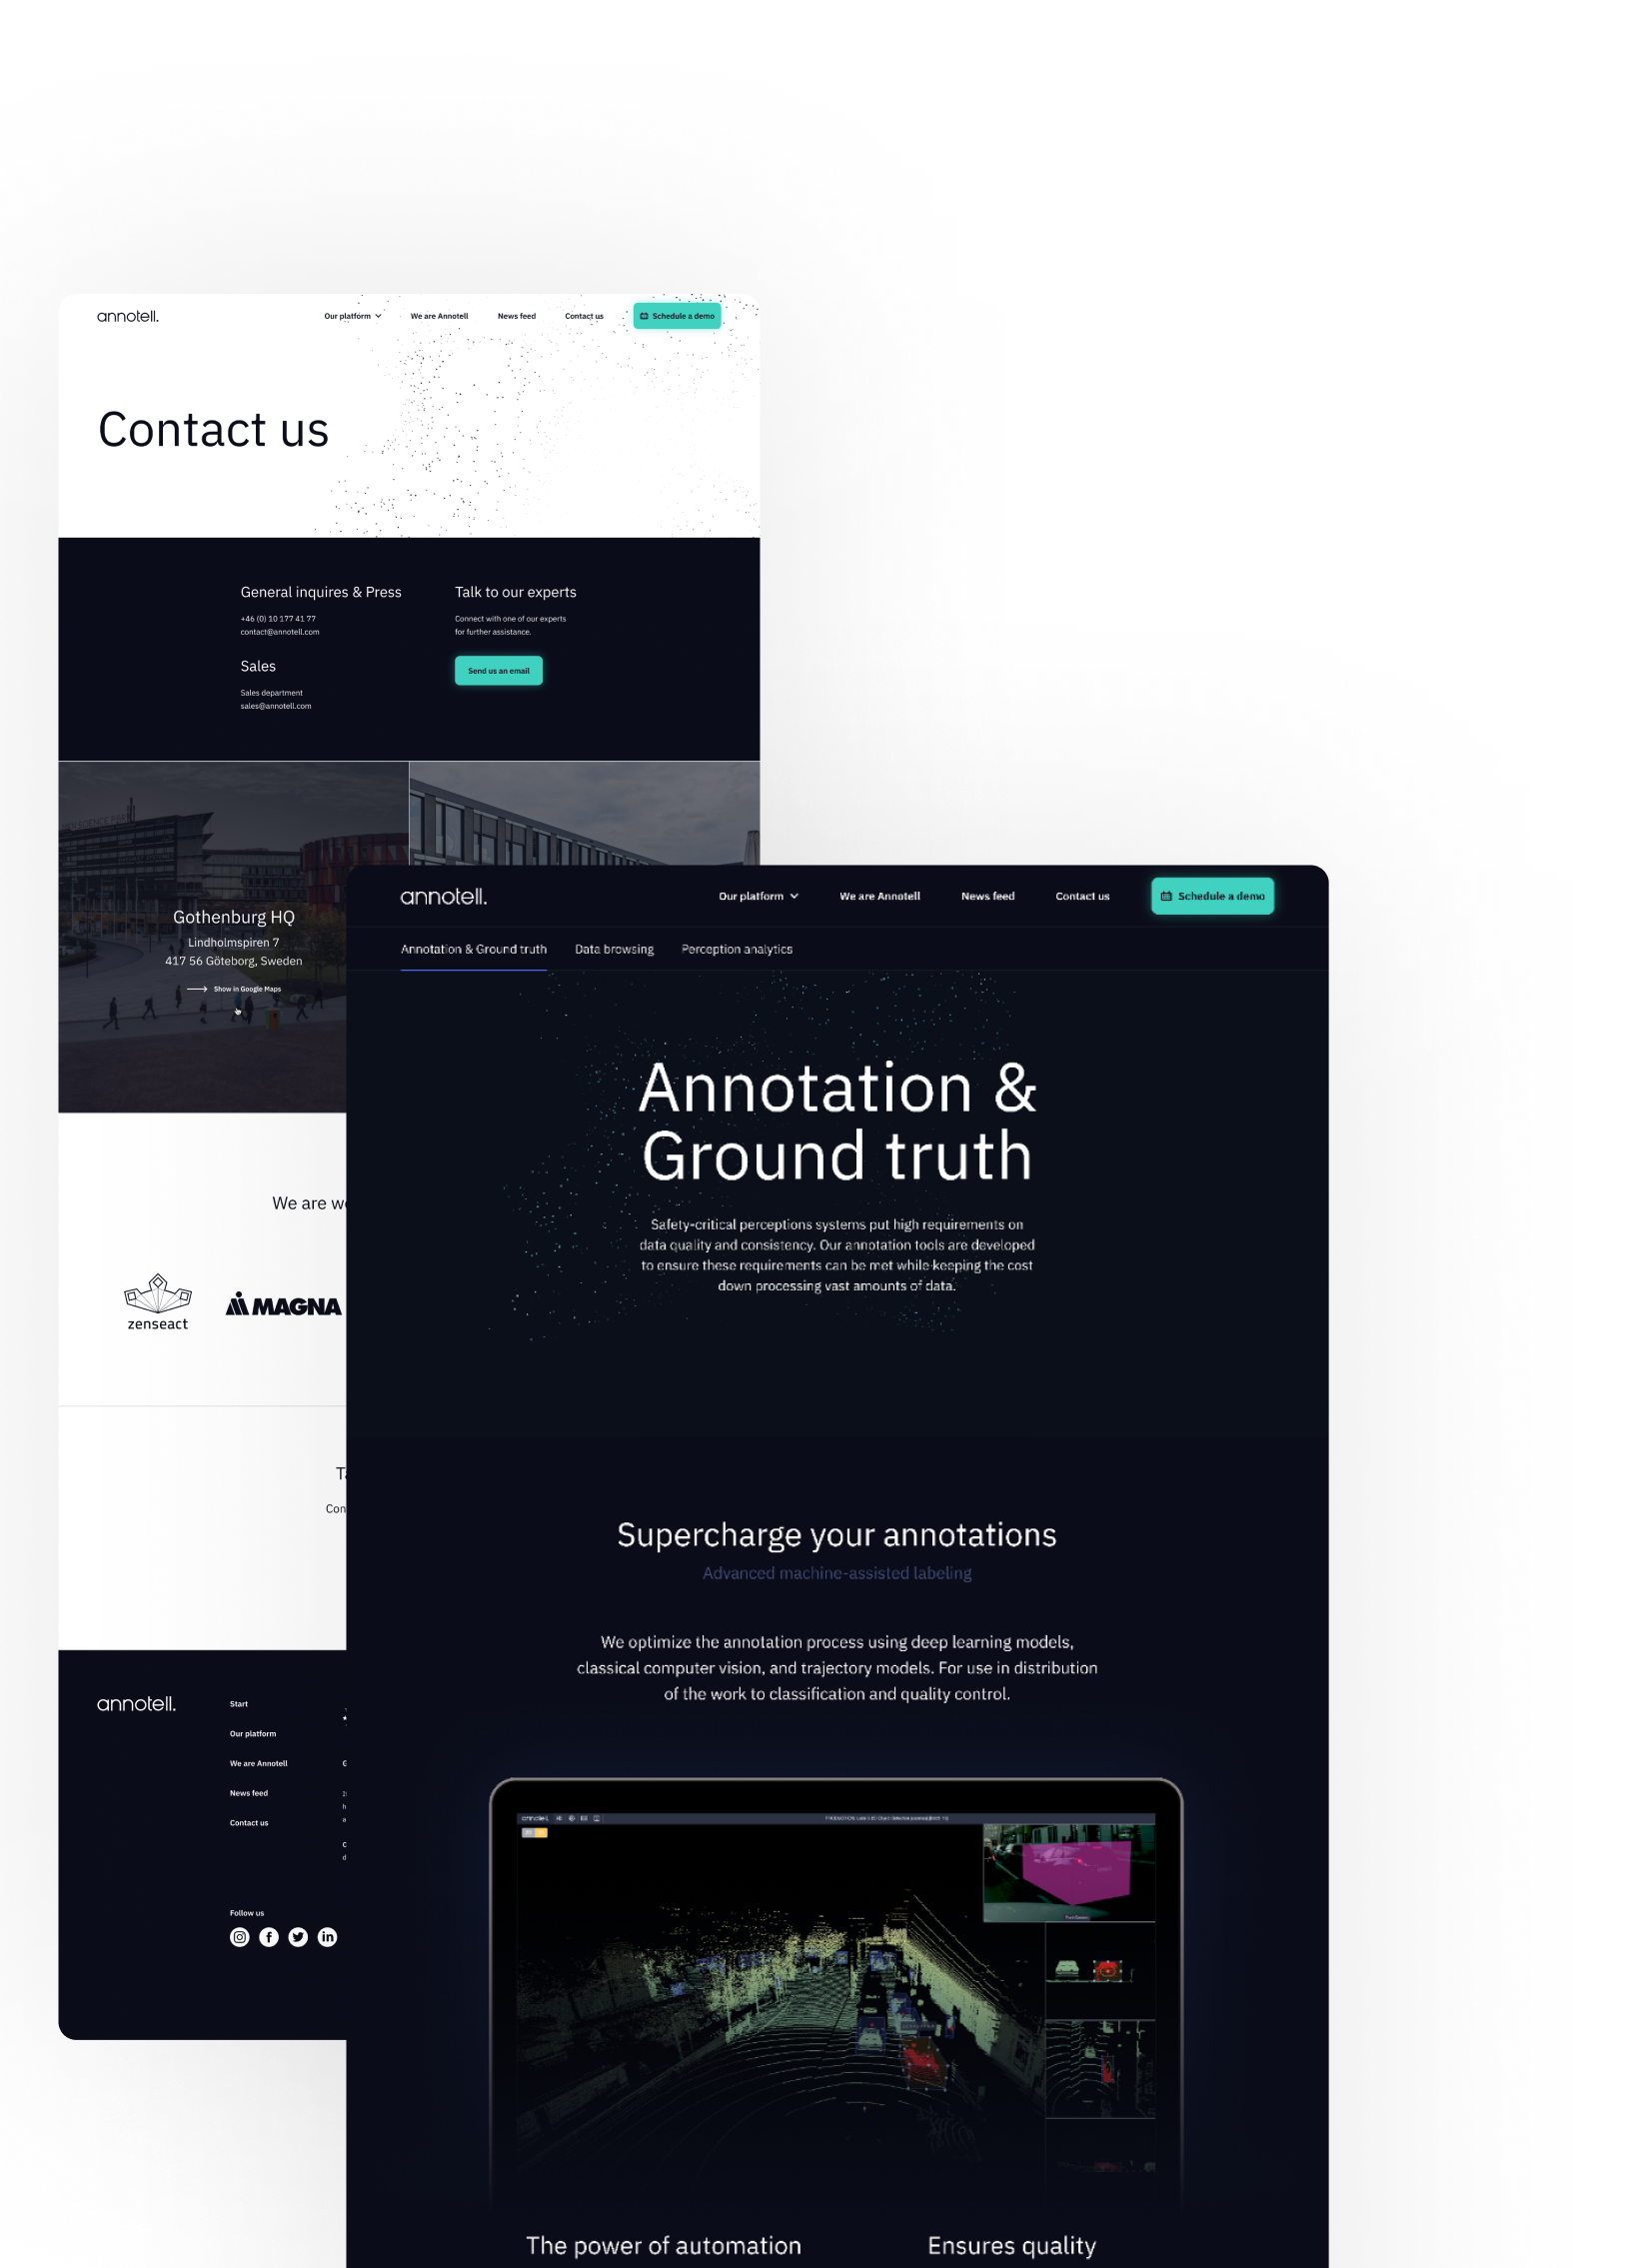 annotell.
Our platform
We are Annotell
News feed
Contact us
Schedule a demo
Contact us
General inquires & Press
+46 (0) 10 177 41 77
contact@annotell.com
Sales
Sales department
sales@annotell.com
Talk to our experts
Connect with one of our experts
for further assistance.
Send us an email
SCIENCE PARK
Gothenburg HQ
Lindholmspiren 7
417 56 Göteborg, Sweden
Show in Google Maps
We are
zenseact
MAGNA
annotell.
Start
Our platform
We are Annotell
News feed
Contact us
Follow us
annotell.
Our platform
We are Annotell
News feed
Contact us
Schedule a demo
Annotation & Ground truth
Data browsing
Perception analytics
Annotation &
Ground truth
Safety-critical perceptions systems put high requirements on
data quality and consistency. Our annotation tools are developed
to ensure these requirements can be met while keeping the cost
down processing vast amounts of data.
Supercharge your annotations
Advanced machine-assisted labeling
We optimize the annotation process using deep learning models,
classical computer vision, and trajectory models. For use in distribution
of the work to classification and quality control.
annotell.
The power of automation
Ensures quality